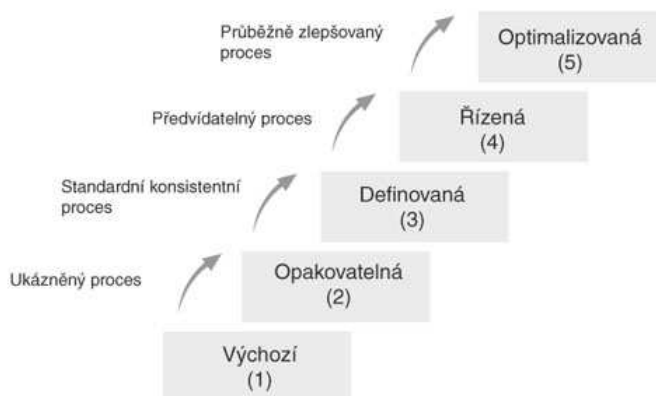 Průběžně zlepšovaný
proces
Optimalizovaná
(5)
Předvídatelný proces
Řízená
(4)
Standardní konsistentní
proces
Definovaná
(3)
Ukázněný proces
Opakovatelná
(2)
Výchozí
(1)